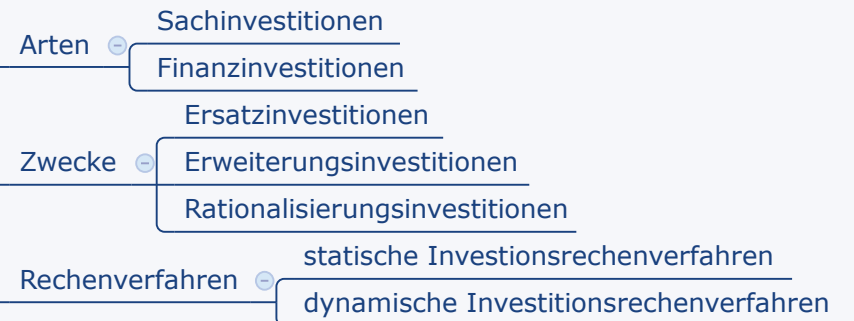 Sachinvestitionen
Arten
Finanzinvestitionen
Ersatzinvestitionen
Zwecke
Erweiterungsinvestitionen
Rationalisierungsinvestitionen
statische Investionsrechenverfahren
Rechenverfahren
dynamische Investitionsrechenverfahren